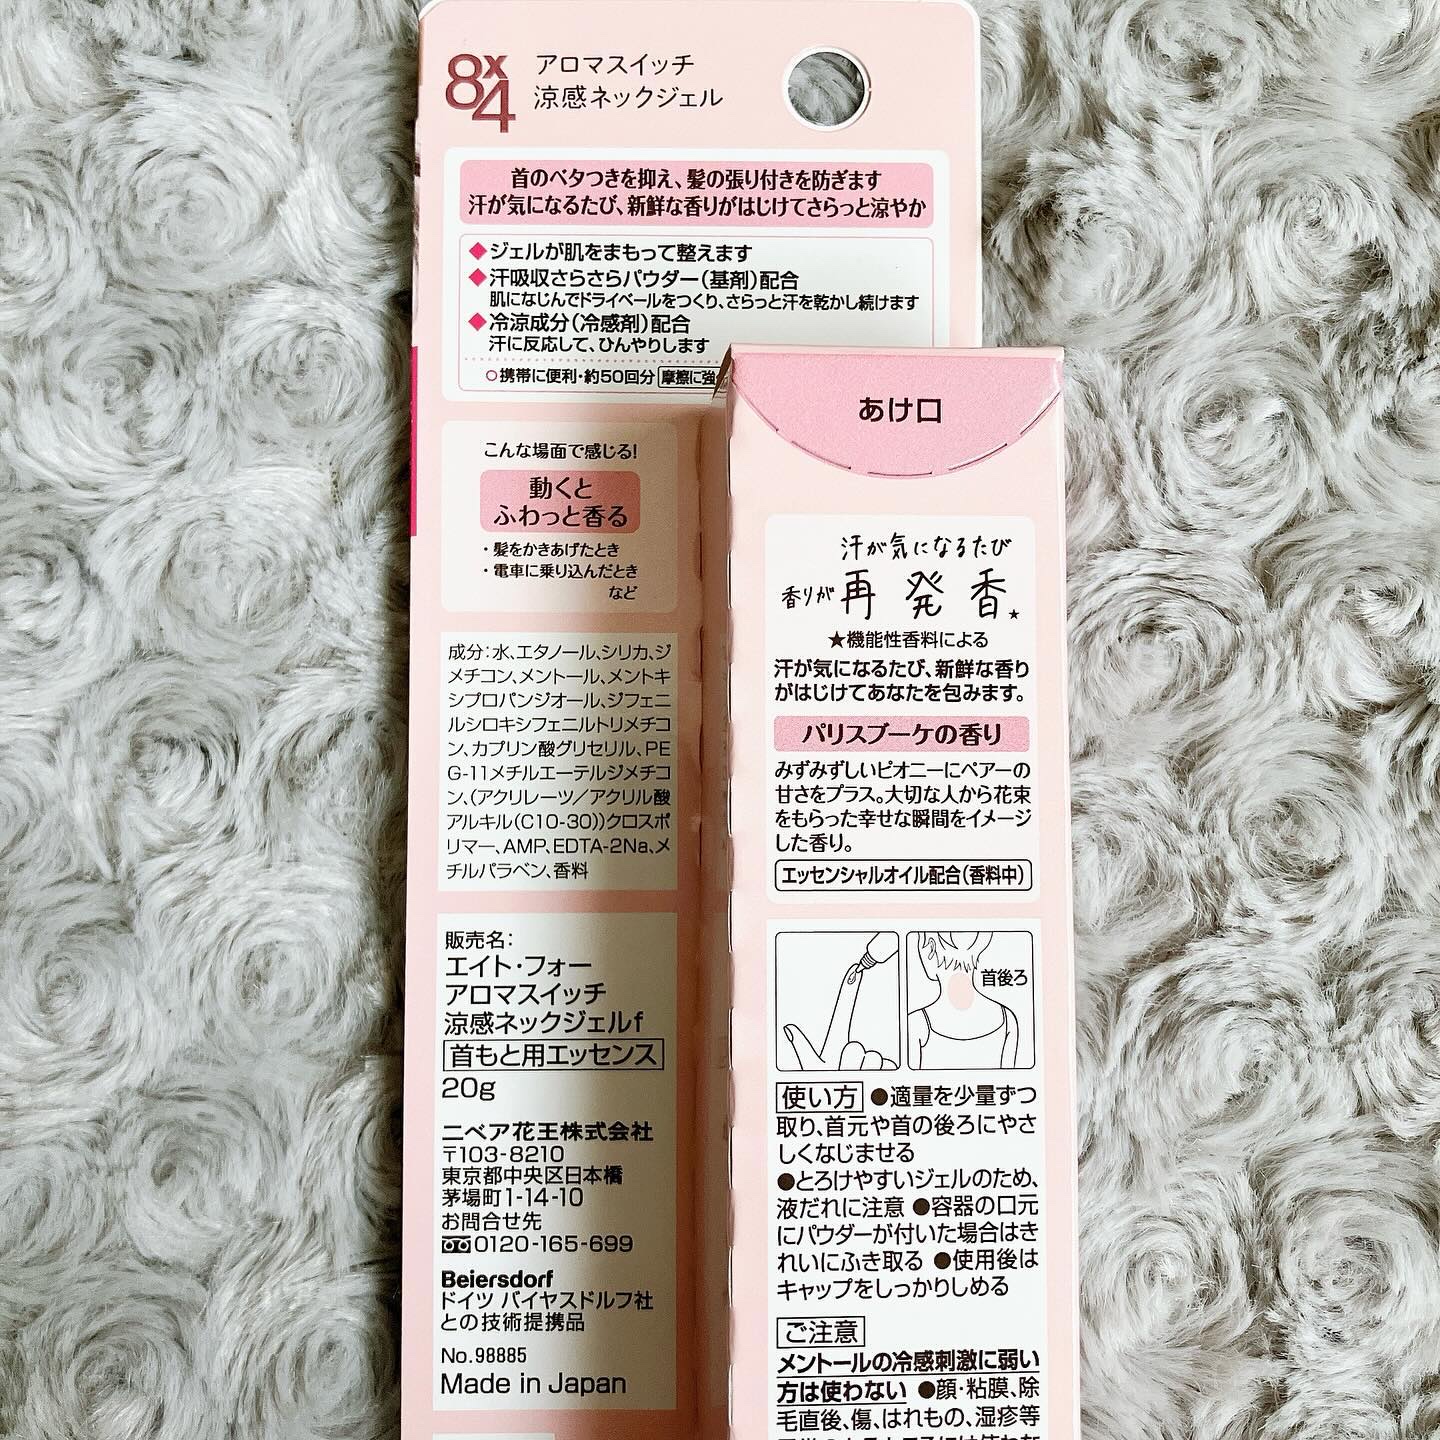 8x4
アロマスイッチ
涼感ネックジェル
首のベタつきを抑え、髪の張り付きを防ぎます
汗が気になるたび、新鮮な香りがはじけてさらっと涼やか
◆ジェルが肌をまもって整えます
◆汗吸収さらさらパウダー(基剤)配合
肌になじんでドライベールをつくり、さらっと汗を乾かし続けます
◆冷涼成分(冷感剤)配合
汗に反応して、ひんやりします
○携帯に便利・約50回分 摩擦に強
こんな場面で感じる!
動くと
ふわっと香る
・髪をかきあげたとき
・電車に乗り込んだとき
など
成分:水、エタノール、シリカ、ジ
メチコン、メントール、メントキ
シプロパンジオール、ジフェニ
ルシロキシフェニルトリメチコ
ン、カプリン酸グリセリル、PE
G-11メチルエーテルジメチコ
ン、(アクリレーツ/アクリル酸
アルキル(C10-30))クロスポ
リマー、AMP、EDTA-2Na、メ
チルパラベン、香料
販売名:
エイト・フォー
アロマスイッチ
涼感ネックジェルf
首もと用エッセンス
20g
ニベア花王株式会社
〒103-8210
東京都中央区日本橋
茅場町1-14-10
お問合せ先
0120-165-699
Beiersdorf
ドイツ バイヤスドルフ社
との技術提携品
No.98885
Made in Japan
あけ口
汗が気になるたび
香りが再発香★
★機能性香料による
汗が気になるたび、新鮮な香り
がはじけてあなたを包みます。
パリスブーケの香り
みずみずしいピオニーにペアーの
甘さをプラス。大切な人から花束
をもらった幸せな瞬間をイメージ
した香り。
エッセンシャルオイル配合(香料中)
首後ろ
使い方 ●適量を少量ずつ
取り、首元や首の後ろにやさ
しくなじませる
●とろけやすいジェルのため、
液だれに注意 ●容器の口元
にパウダーが付いた場合はき
れいにふき取る ●使用後は
キャップをしっかりしめる
ご注意
メントールの冷感刺激に弱い
方は使わない ●顔・粘膜、除
毛直後、傷、はれもの、湿疹等